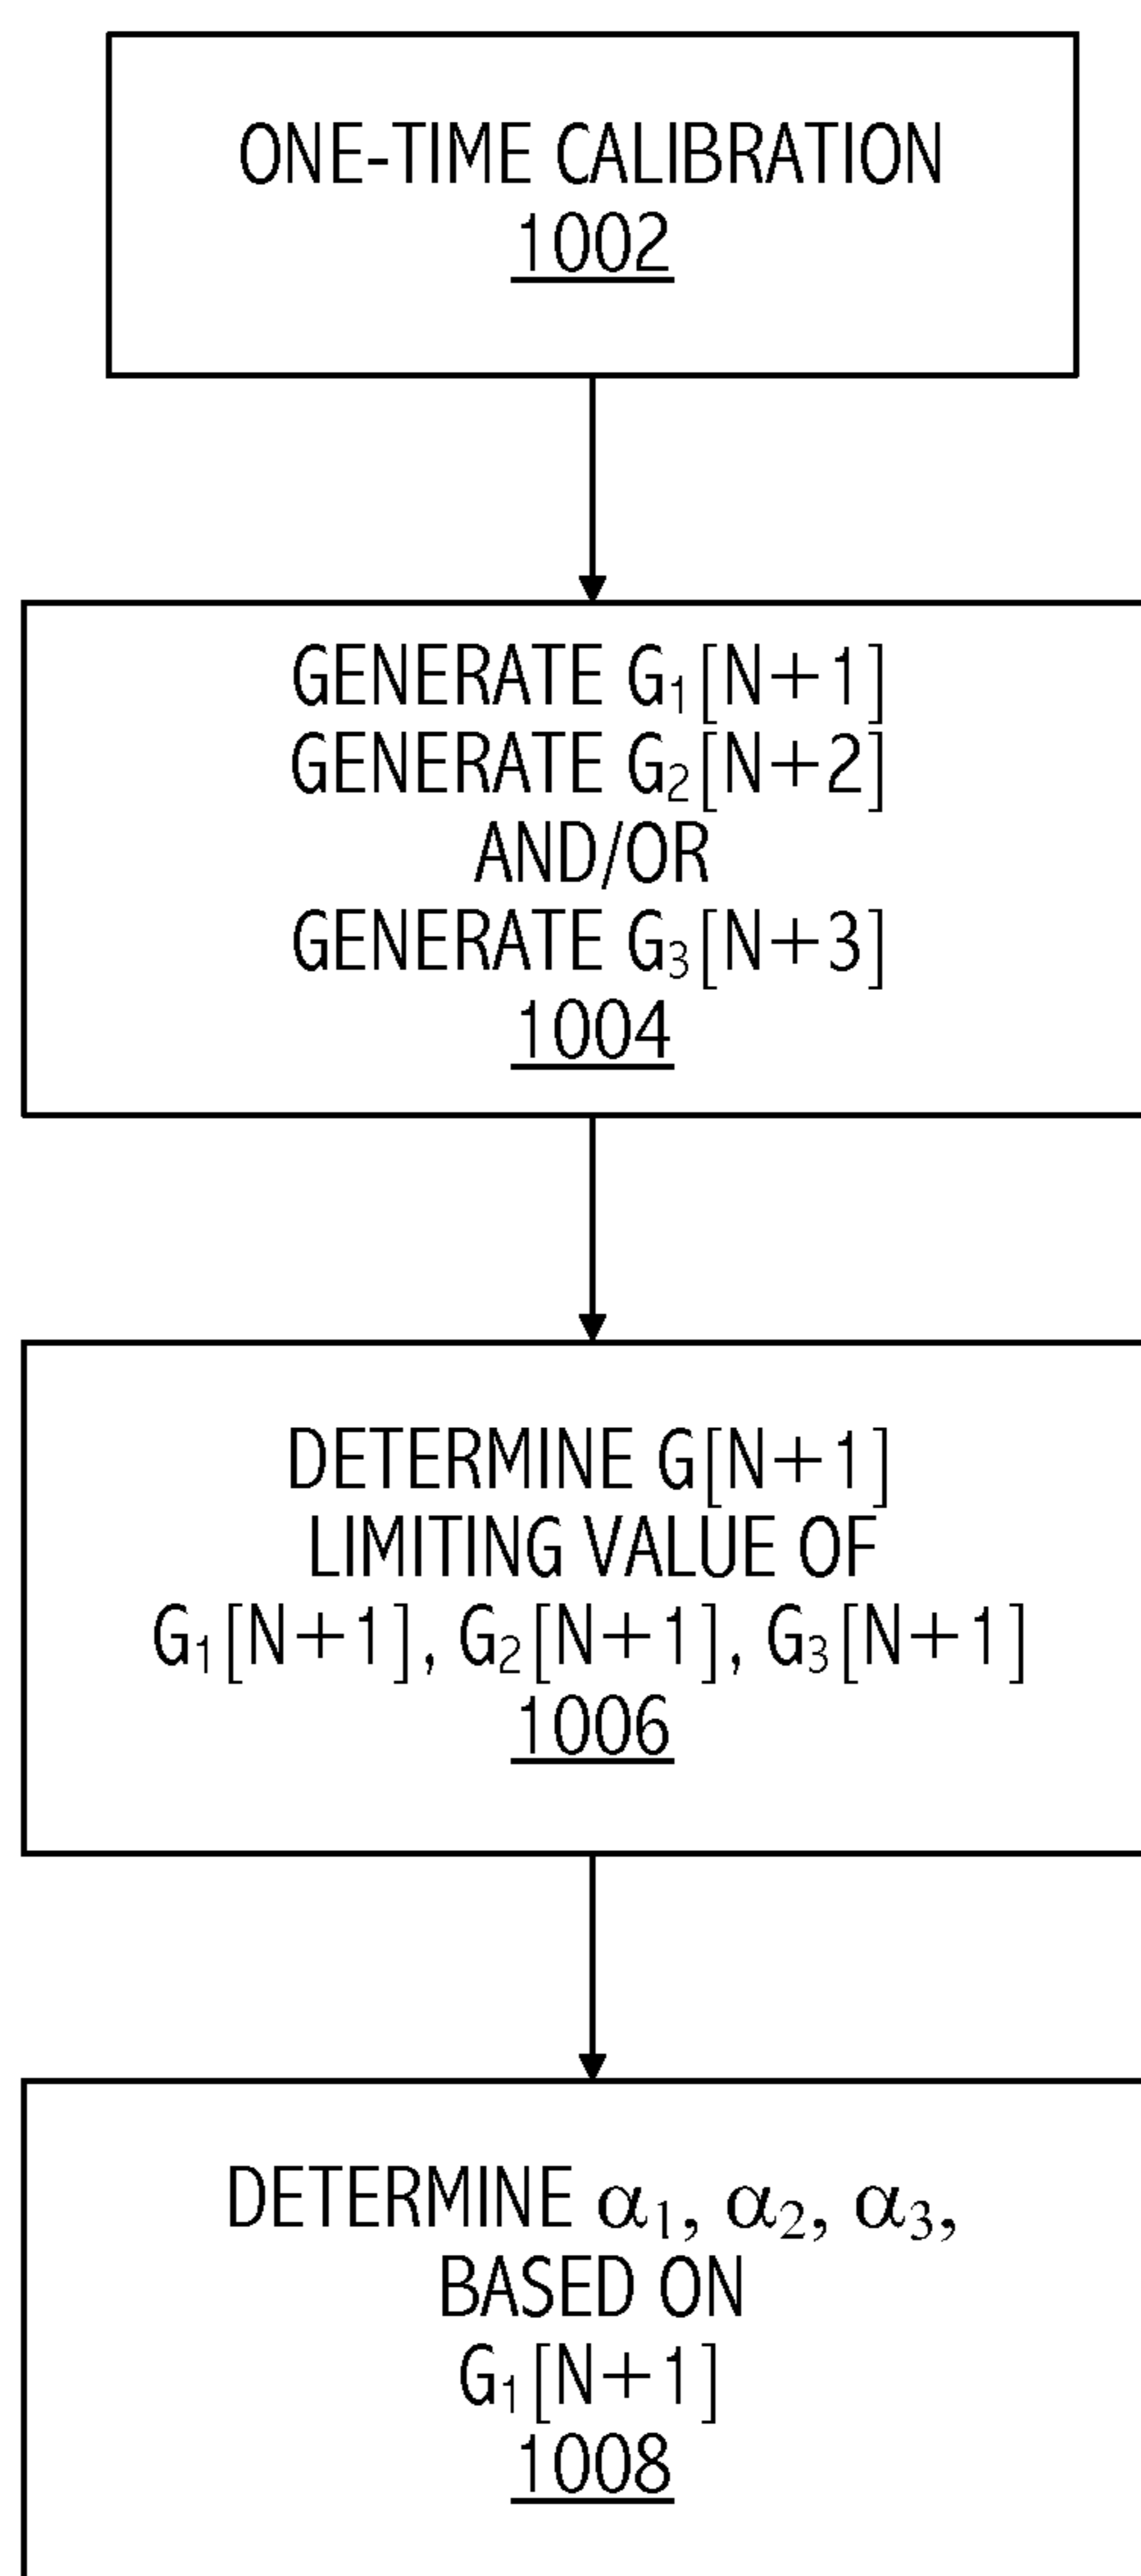 ONE-TIME CALIBRATION
1002
GENERATE G₁[N+1]
GENERATE G₂[N+2]
AND/OR
GENERATE G₃[N+3]
1004
DETERMINE G[N+1]
LIMITING VALUE OF
G₁[N+1], G₂[N+1], G₃[N+1]
1006
DETERMINE α₁, α₂, α₃,
BASED ON
G₁[N+1]
1008